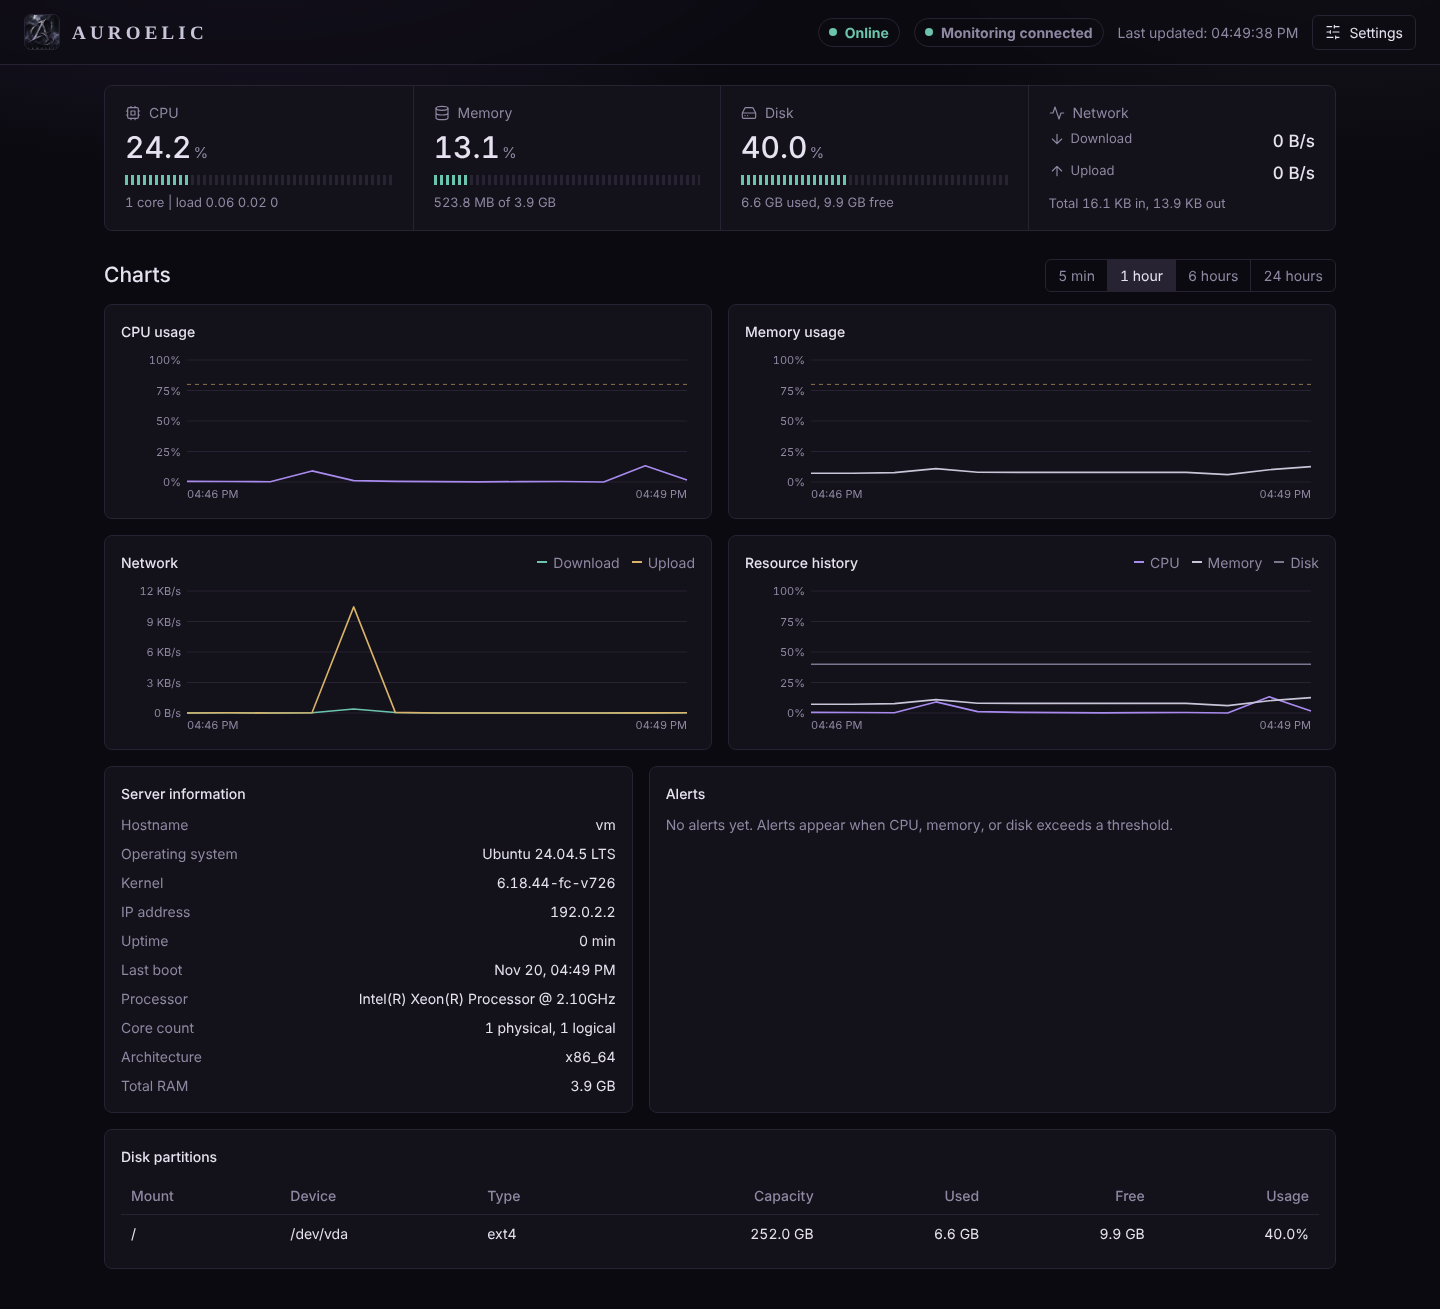 AUROELIC
Online
Monitoring connected
Last updated: 04:49:38 PM
Settings
CPU
24.2 %
1 core | load 0.06 0.02 0
Memory
13.1 %
523.8 MB of 3.9 GB
Disk
40.0 %
6.6 GB used, 9.9 GB free
Network
Download 0 B/s
Upload 0 B/s
Total 16.1 KB in, 13.9 KB out
Charts
5 min 1 hour 6 hours 24 hours
CPU usage
100%
75%
50%
25%
0%
04:46 PM 04:49 PM
Memory usage
100%
75%
50%
25%
0%
04:46 PM 04:49 PM
Network
Download Upload
12 KB/s
9 KB/s
6 KB/s
3 KB/s
0 B/s
04:46 PM 04:49 PM
Resource history
CPU Memory Disk
100%
75%
50%
25%
0%
04:46 PM 04:49 PM
Server information
Hostname vm
Operating system Ubuntu 24.04.5 LTS
Kernel 6.18.44-fc-v726
IP address 192.0.2.2
Uptime 0 min
Last boot Nov 20, 04:49 PM
Processor Intel(R) Xeon(R) Processor @ 2.10GHz
Core count 1 physical, 1 logical
Architecture x86_64
Total RAM 3.9 GB
Alerts
No alerts yet. Alerts appear when CPU, memory, or disk exceeds a threshold.
Disk partitions
Mount Device Type Capacity Used Free Usage
/ /dev/vda ext4 252.0 GB 6.6 GB 9.9 GB 40.0%